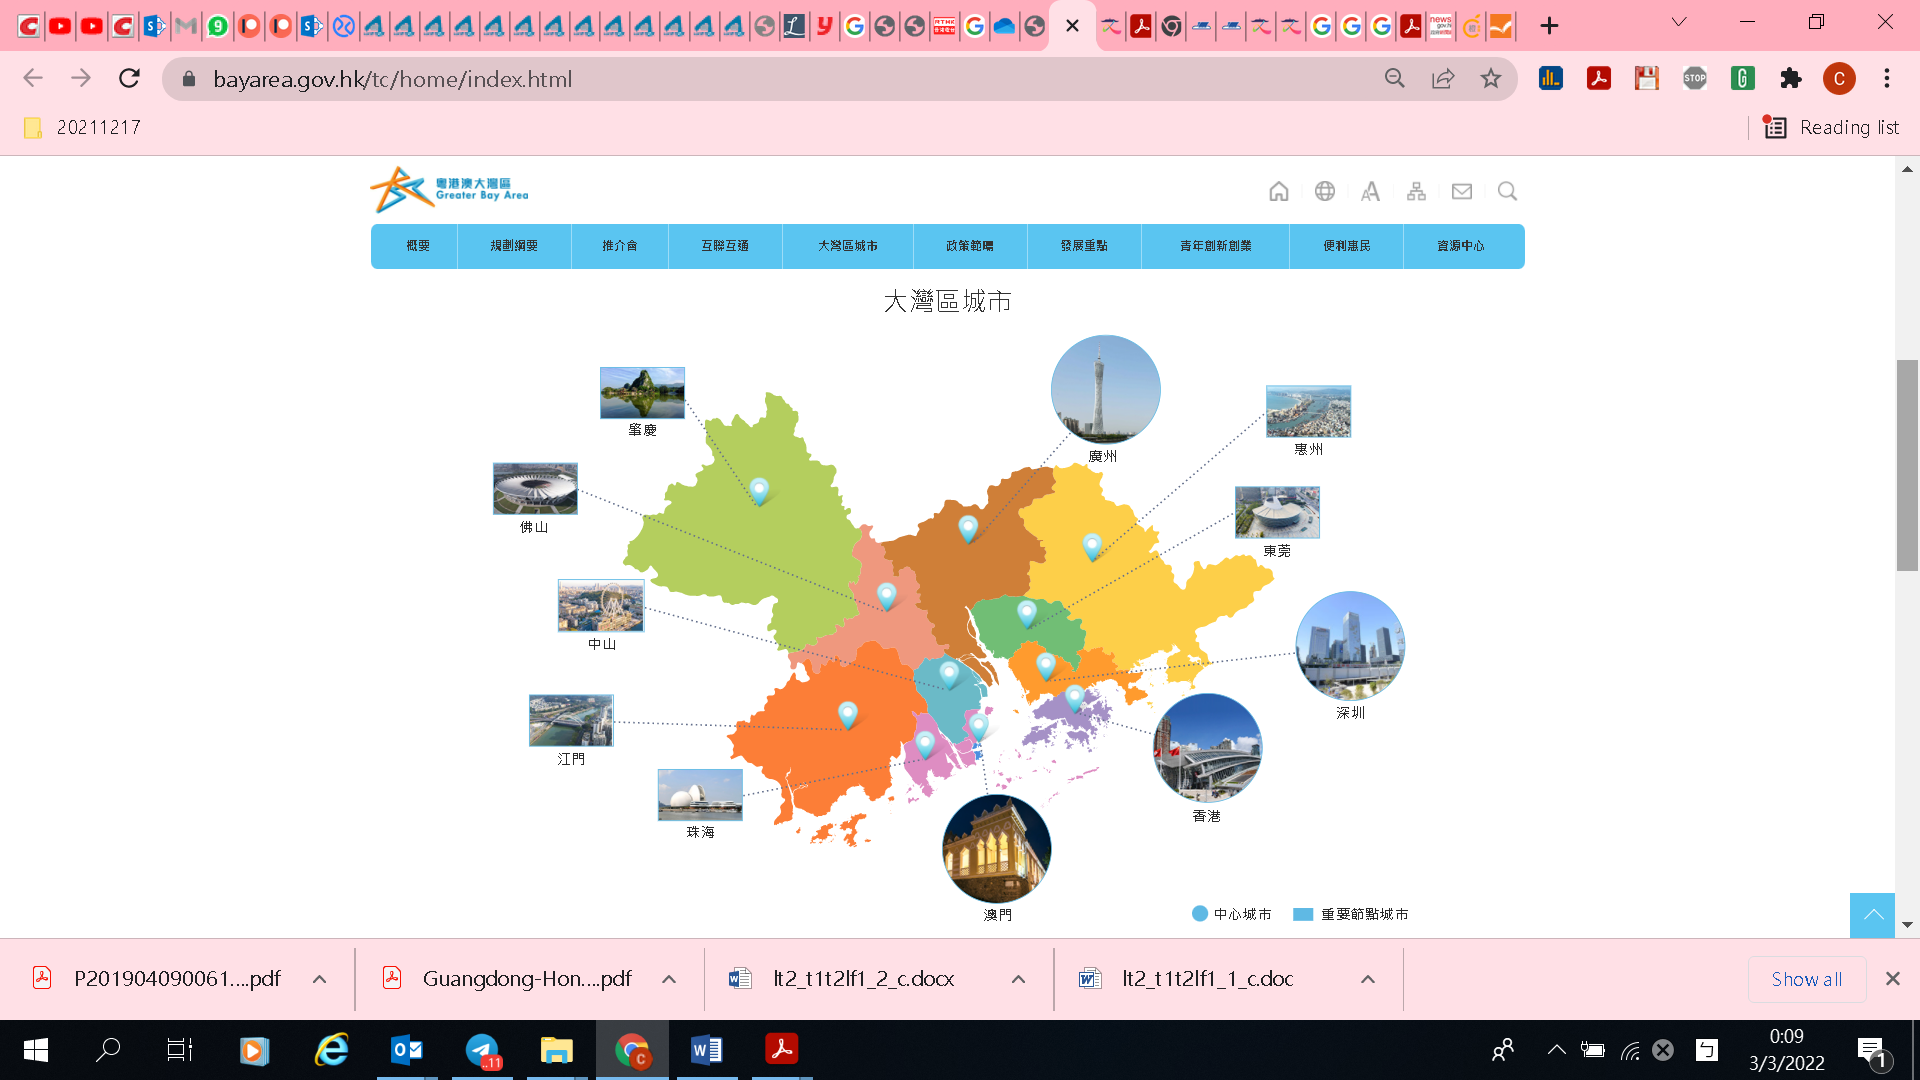 bayarea.gov.hk/tc/home/index.html
20211217
Reading list
粵港澳大灣區
Greater Bay Area
概要 規劃綱要 推介會 互聯互通 大灣區城市 政策範疇 發展重點 青年創新創業 便利惠民 資源中心
大灣區城市
肇慶
廣州
惠州
佛山
東莞
中山
深圳
江門
香港
珠海
澳門
中心城市 重要節點城市
P201904090061....pdf Guangdong-Hon....pdf lt2_t1t2lf1_2_c.docx lt2_t1t2lf1_1_c.doc Show all
0:09
3/3/2022